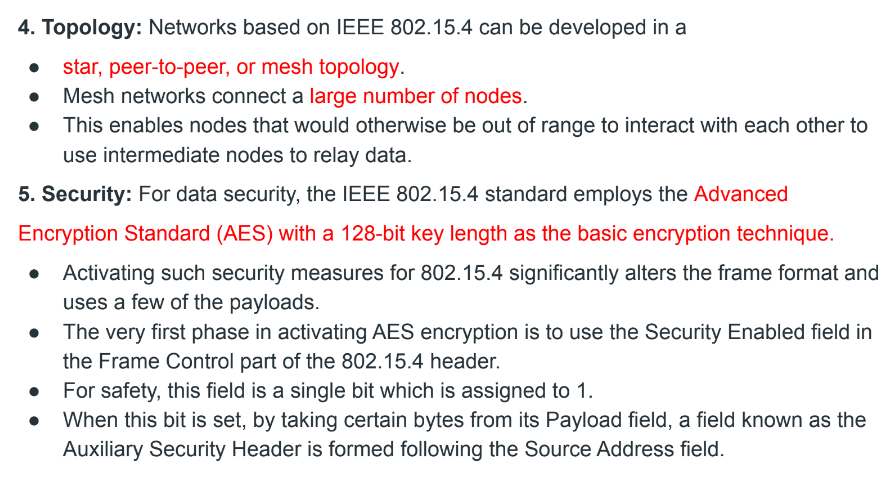 4. Topology: Networks based on IEEE 802.15.4 can be developed in a
● star, peer-to-peer, or mesh topology.
● Mesh networks connect a large number of nodes.
● This enables nodes that would otherwise be out of range to interact with each other to
use intermediate nodes to relay data.
5. Security: For data security, the IEEE 802.15.4 standard employs the Advanced
Encryption Standard (AES) with a 128-bit key length as the basic encryption technique.
● Activating such security measures for 802.15.4 significantly alters the frame format and
uses a few of the payloads.
● The very first phase in activating AES encryption is to use the Security Enabled field in
the Frame Control part of the 802.15.4 header.
● For safety, this field is a single bit which is assigned to 1.
● When this bit is set, by taking certain bytes from its Payload field, a field known as the
Auxiliary Security Header is formed following the Source Address field.